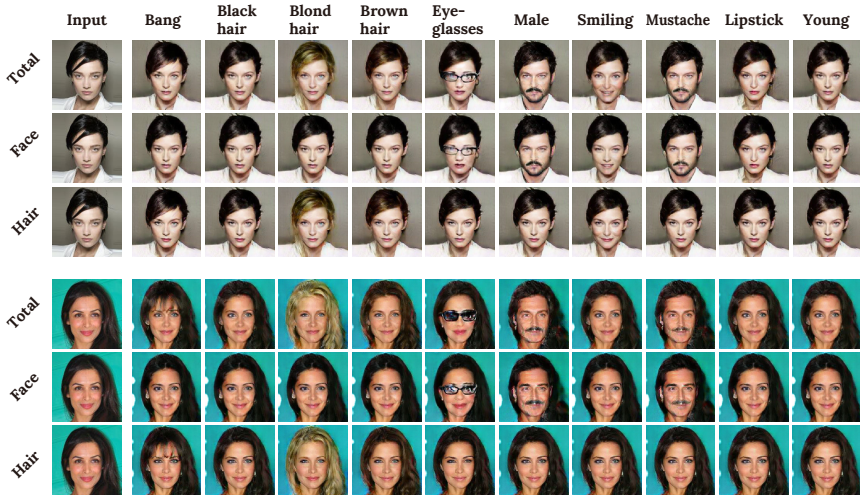 Input Bang Black hair Blond hair Brown hair Eye-glasses Male Smiling Mustache Lipstick Young
Total
Face
Hair
Total
Face
Hair